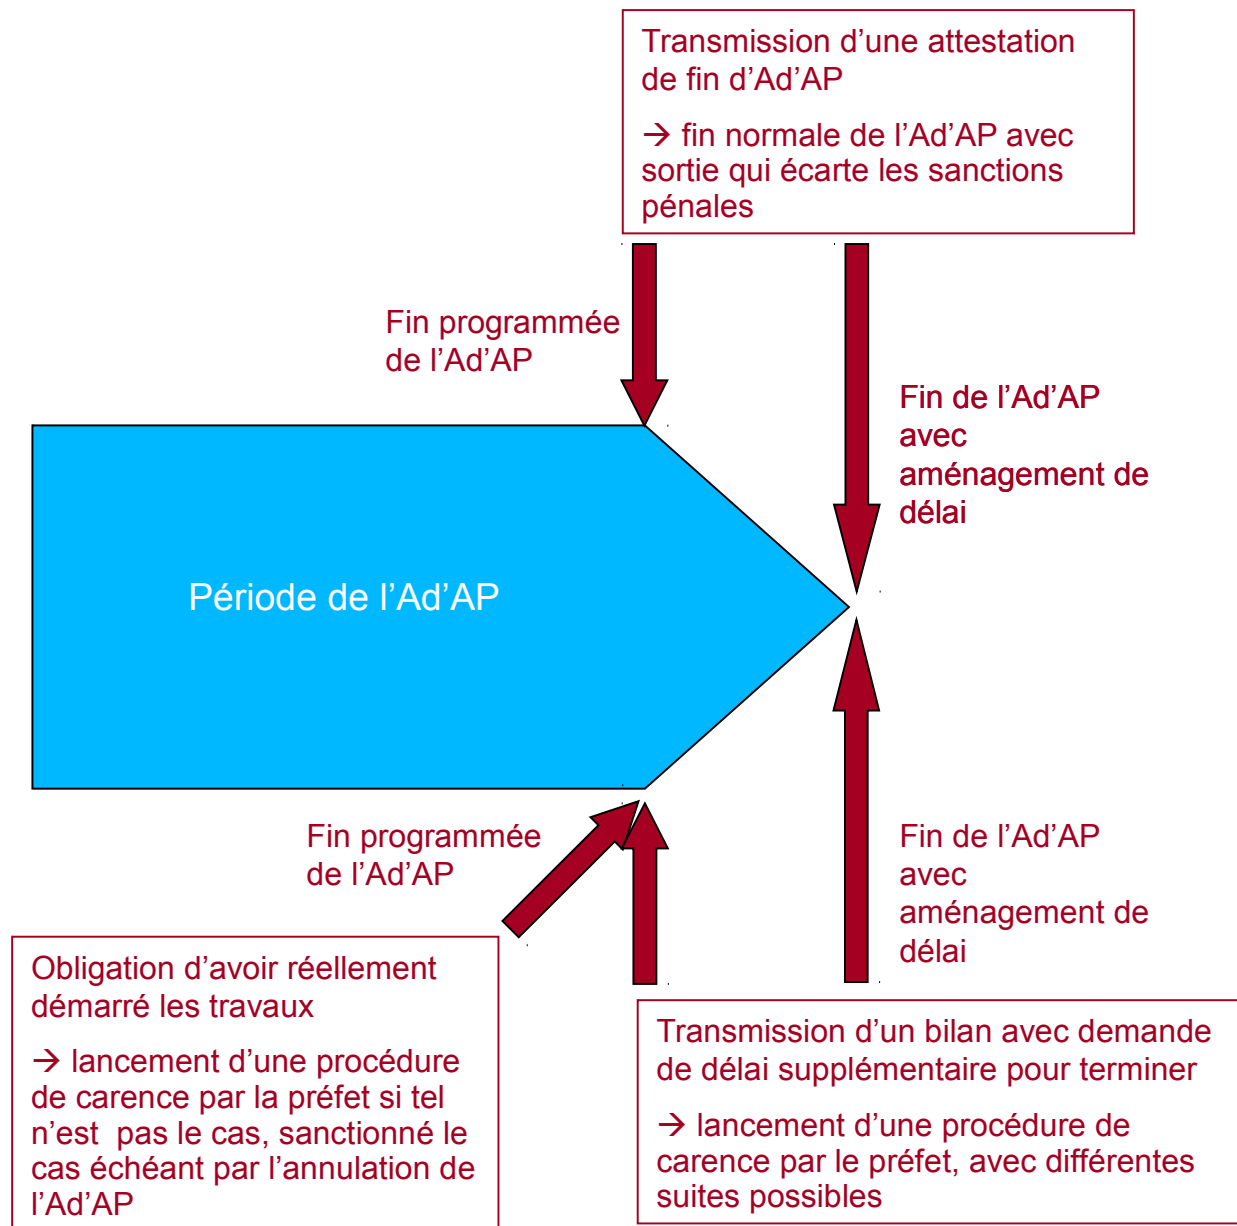 Transmission d’une attestation
de fin d’Ad’AP
→ fin normale de l’Ad’AP avec
sortie qui écarte les sanctions
pénales
Fin programmée
de l’Ad’AP
Fin de l’Ad’AP
avec
aménagement de
délai
Période de l’Ad’AP
Fin programmée
de l’Ad’AP
Fin de l’Ad’AP
avec
aménagement de
délai
Obligation d’avoir réellement
démarré les travaux
→ lancement d’une procédure
de carence par la préfet si tel
n’est pas le cas, sanctionné le
cas échéant par l’annulation de
l’Ad’AP
Transmission d’un bilan avec demande
de délai supplémentaire pour terminer
→ lancement d’une procédure de
carence par le préfet, avec différentes
suites possibles